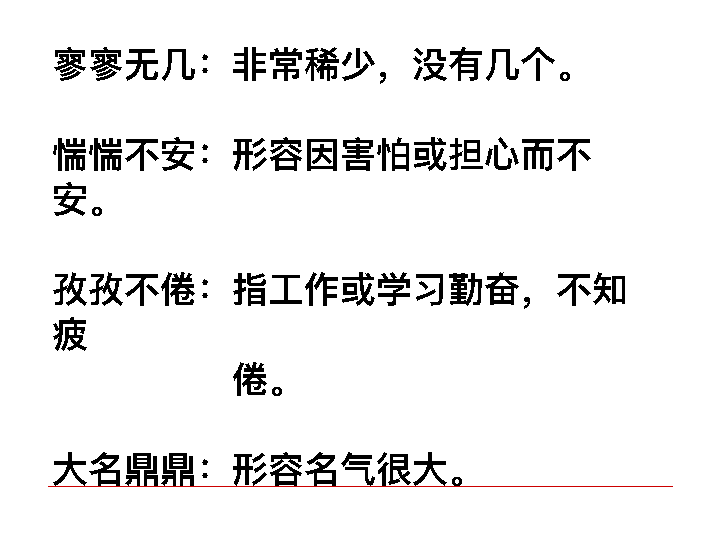 寥寥无几：非常稀少，没有几个。
惴惴不安：形容因害怕或担心而不
安。
孜孜不倦：指工作或学习勤奋，不知
疲
倦。
大名鼎鼎：形容名气很大。